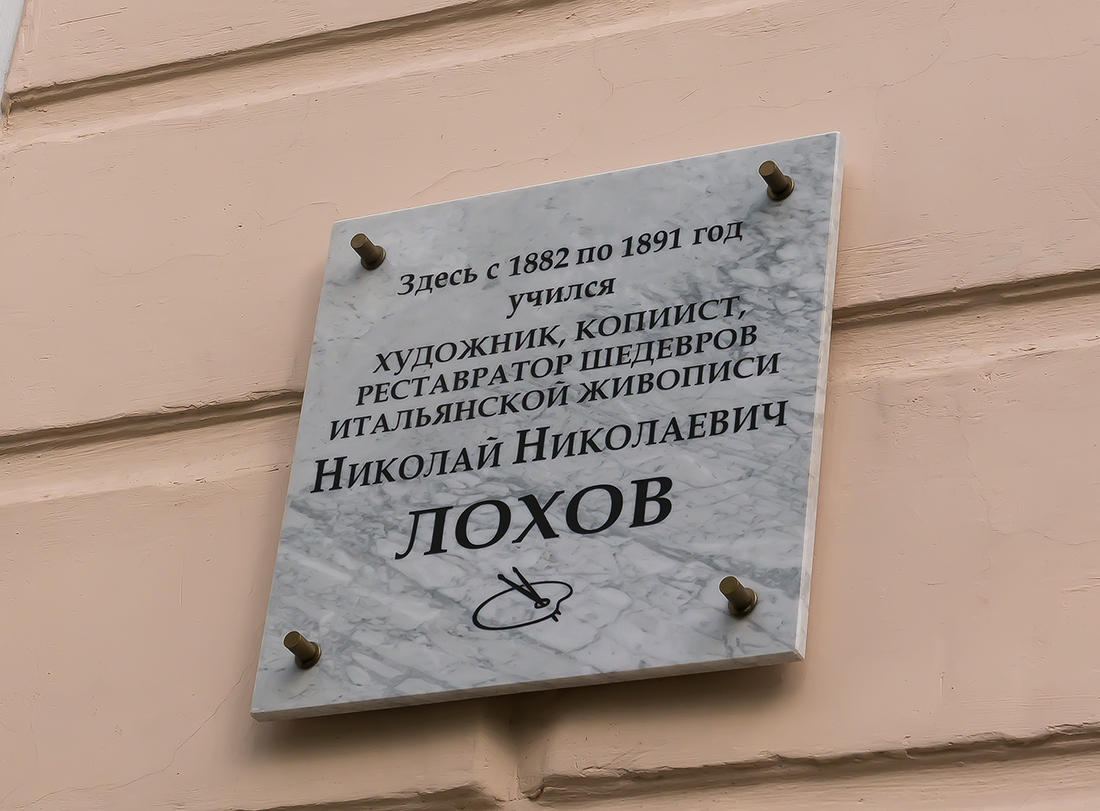 Здесь с 1882 по 1891 год
учился
ХУДОЖНИК, КОПИИСТ,
РЕСТАВРАТОР ШЕДЕВРОВ
ИТАЛЬЯНСКОЙ ЖИВОПИСИ
НИКОЛАЙ НИКОЛАЕВИЧ
ЛОХОВ